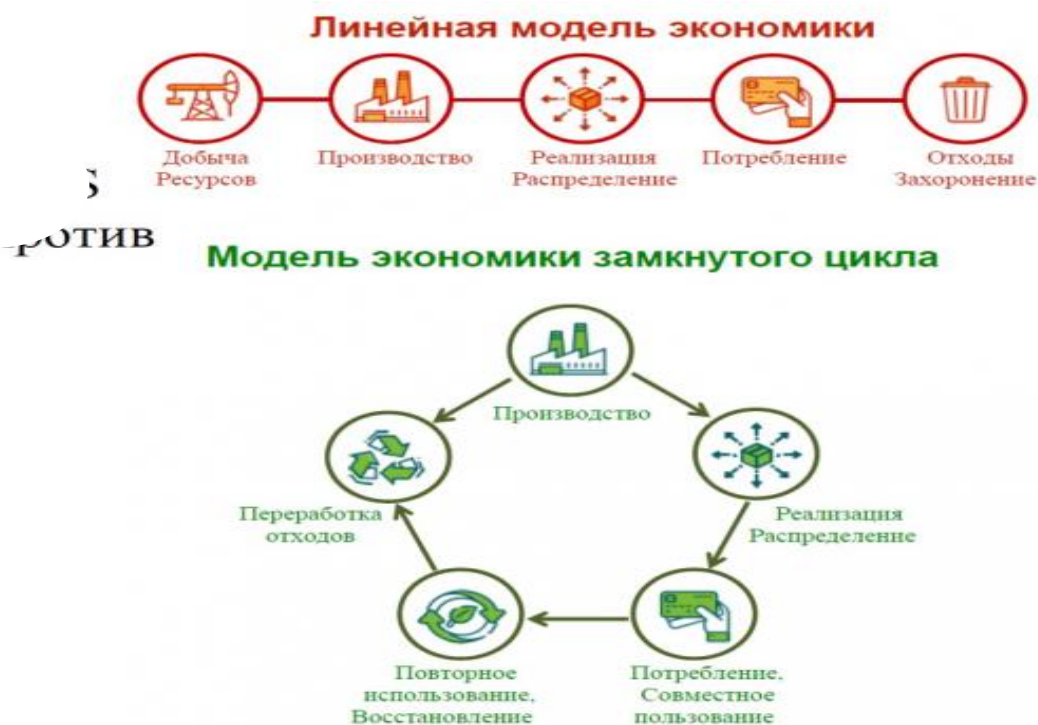 Линейная модель экономики
Добыча
Ресурсов
Производство
Реализация
Распределение
Потребление
Отходы
Захоронение
Модель экономики замкнутого цикла
Производство
Реализация
Распределение
Потребление,
Совместное
пользование
Повторное
использование,
Восстановление
Переработка
отходов